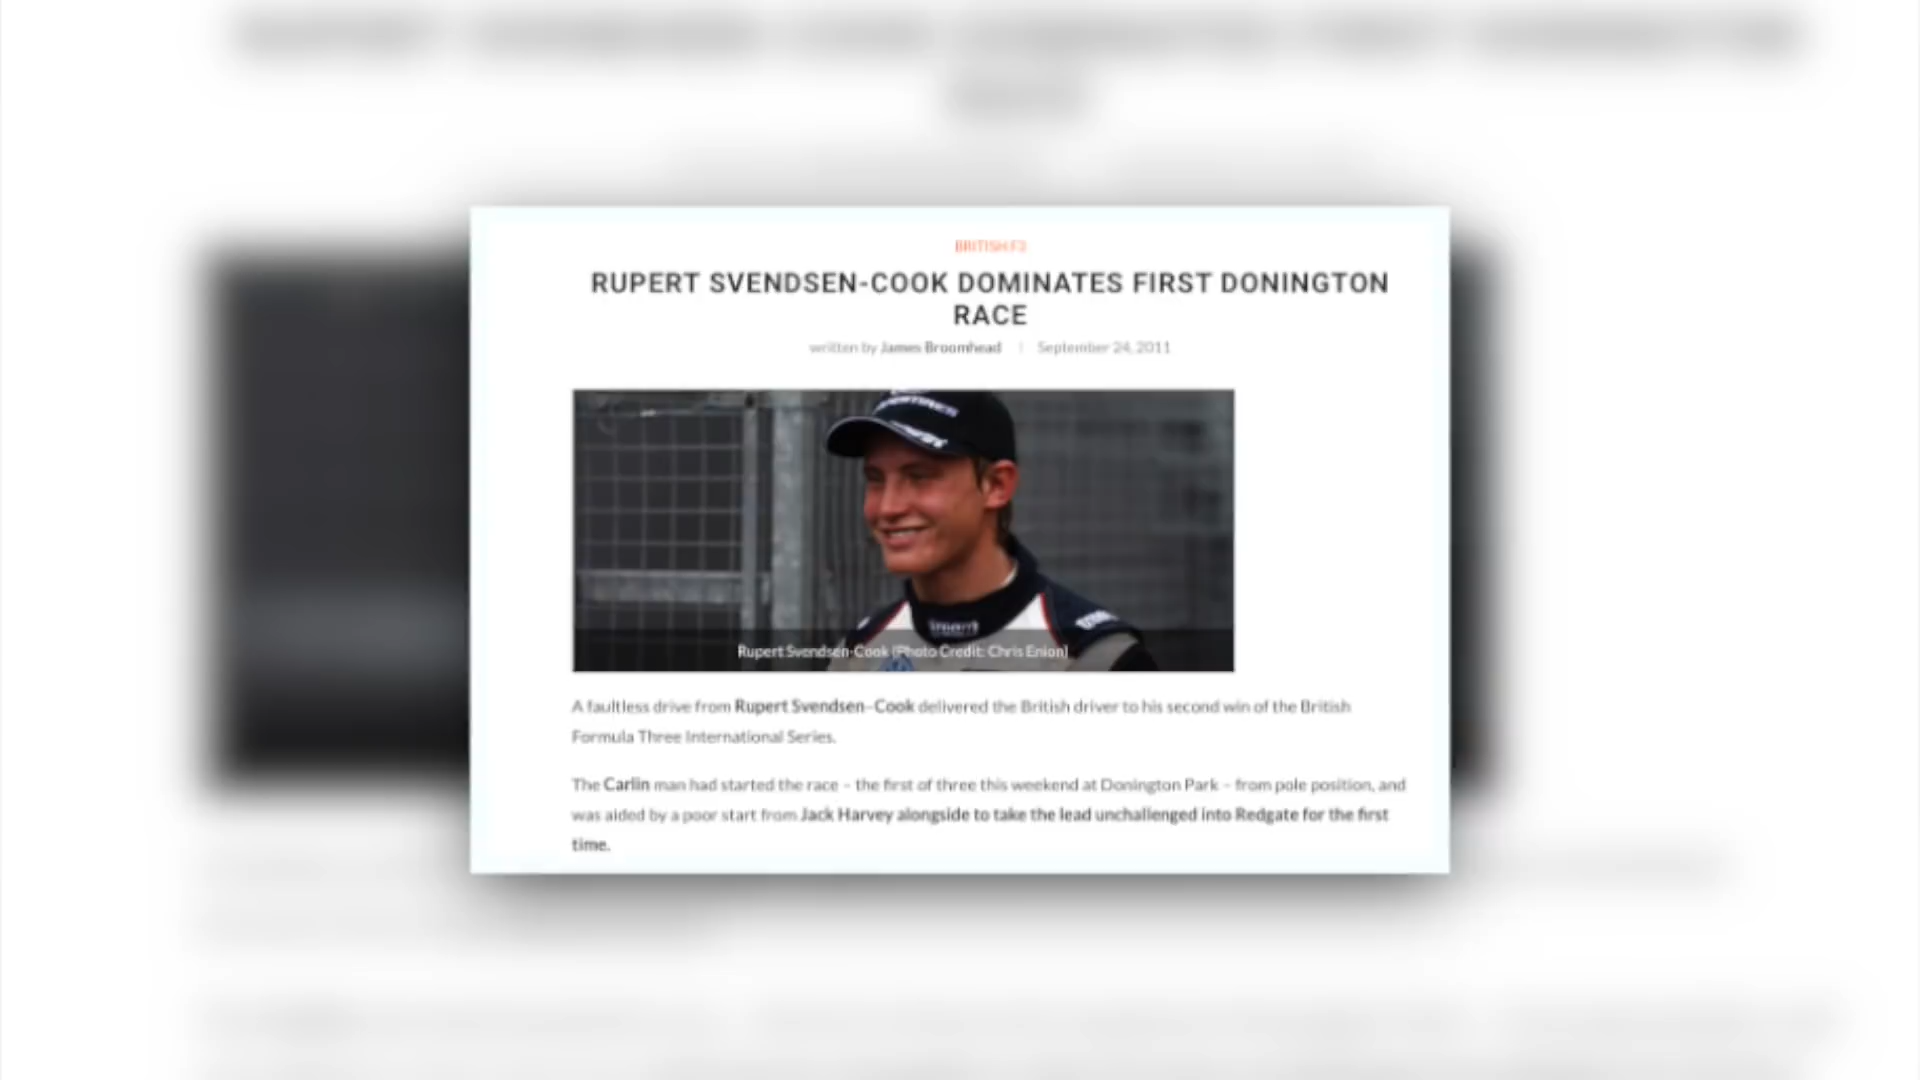 BRITISH F3
RUPERT SVENDSEN-COOK DOMINATES FIRST DONINGTON
RACE
written by James Broomhead | September 24, 2011
Rupert Svendsen-Cook (Photo Credit: Chris Enion)
A faultless drive from Rupert Svendsen-Cook delivered the British driver to his second win of the British
Formula Three International Series.
The Carlin man had started the race – the first of three this weekend at Donington Park – from pole position, and
was aided by a poor start from Jack Harvey alongside to take the lead unchallenged into Redgate for the first
time.